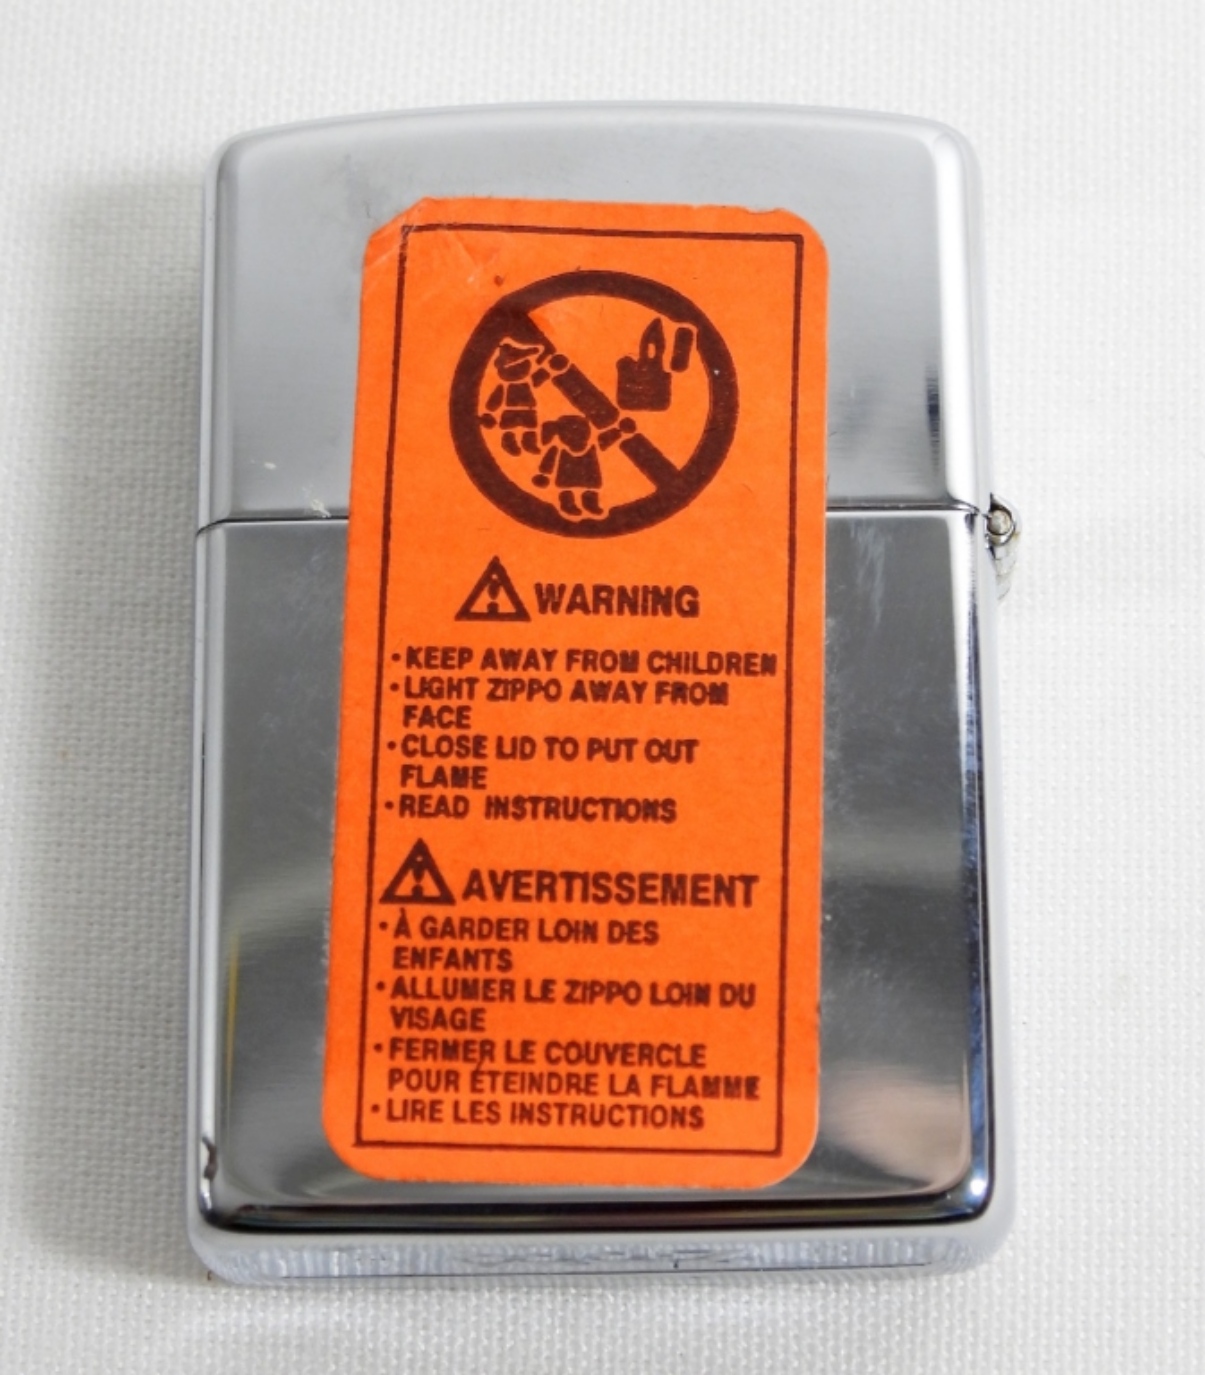 WARNING
• KEEP AWAY FROM CHILDREN
• LIGHT ZIPPO AWAY FROM
FACE
• CLOSE LID TO PUT OUT
FLAME
• READ INSTRUCTIONS
AVERTISSEMENT
• À GARDER LOIN DES
ENFANTS
• ALLUMER LE ZIPPO LOIN DU
VISAGE
• FERMER LE COUVERCLE
POUR ÉTEINDRE LA FLAMME
• LIRE LES INSTRUCTIONS